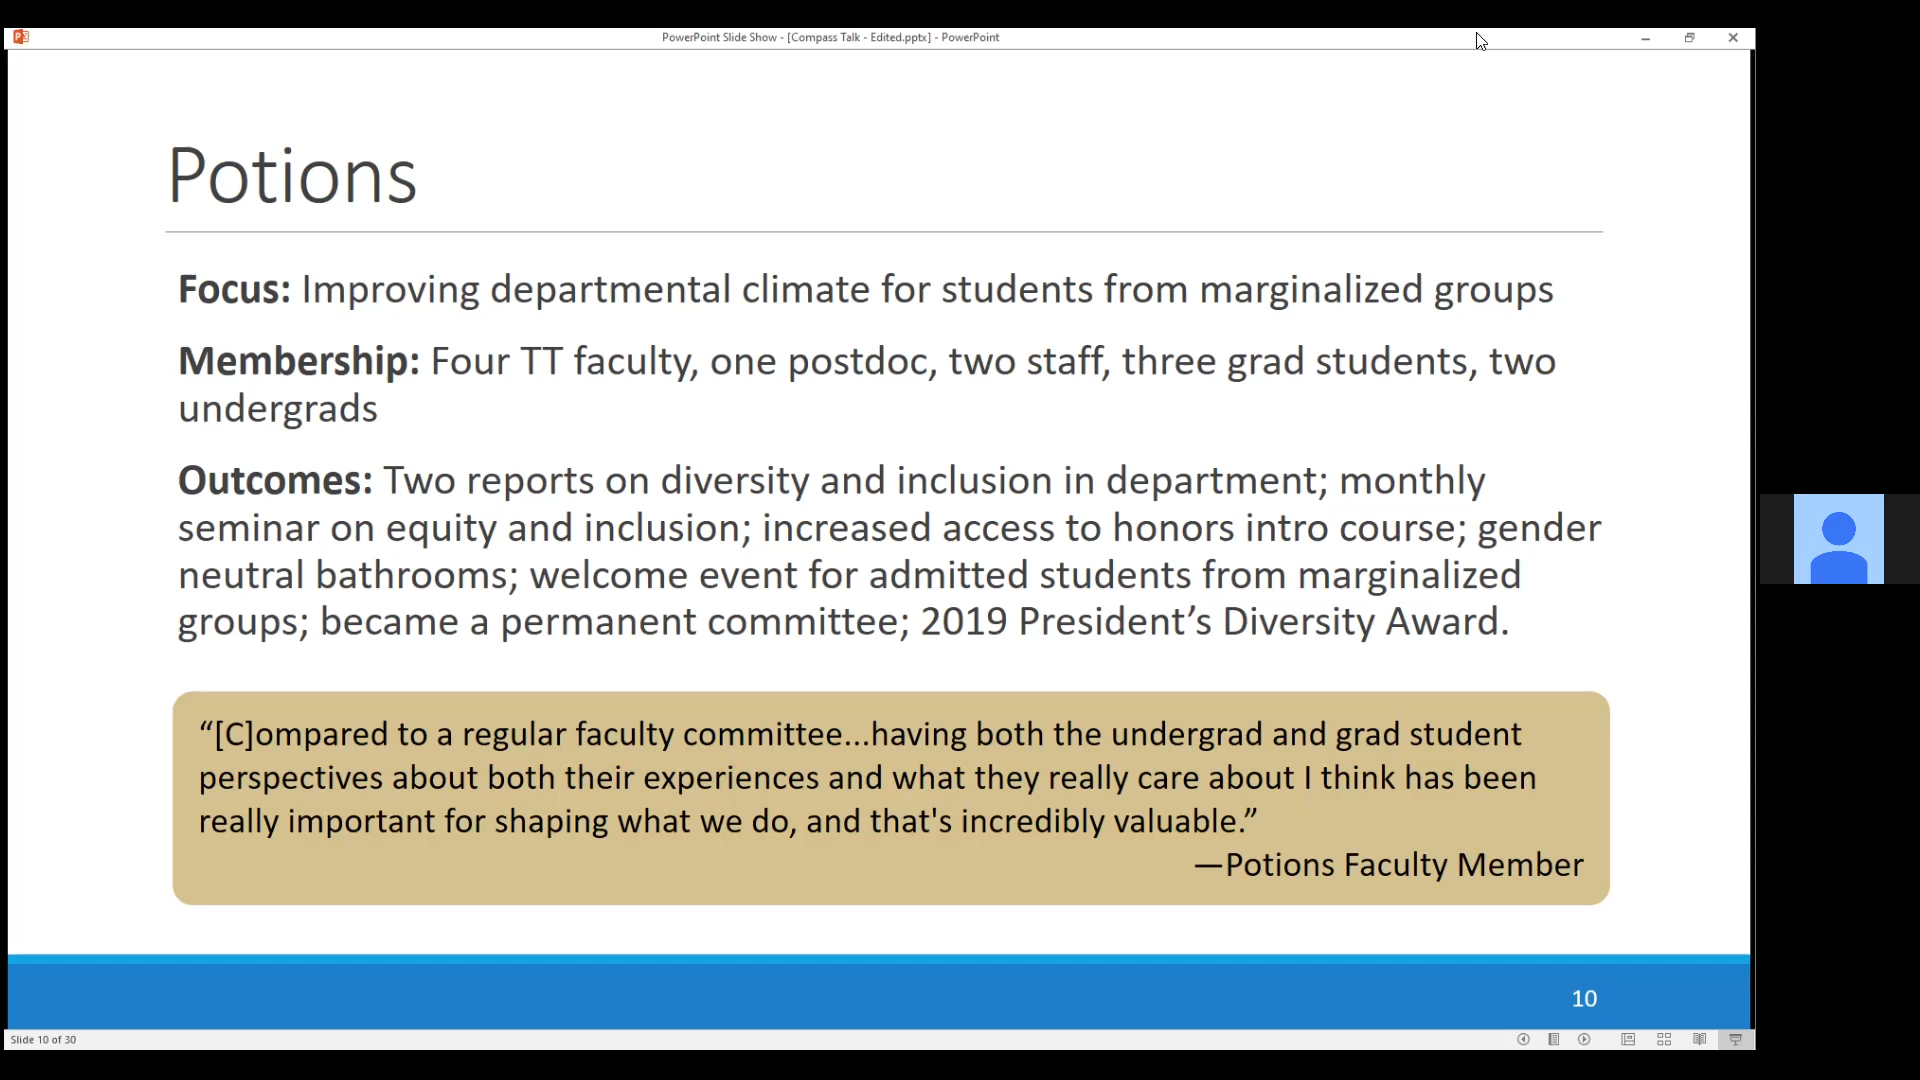 PowerPoint Slide Show - [Compass Talk - Edited.pptx] - PowerPoint
Potions
Focus: Improving departmental climate for students from marginalized groups
Membership: Four TT faculty, one postdoc, two staff, three grad students, two
undergrads
Outcomes: Two reports on diversity and inclusion in department; monthly
seminar on equity and inclusion; increased access to honors intro course; gender
neutral bathrooms; welcome event for admitted students from marginalized
groups; became a permanent committee; 2019 President’s Diversity Award.
“[C]ompared to a regular faculty committee...having both the undergrad and grad student
perspectives about both their experiences and what they really care about I think has been
really important for shaping what we do, and that's incredibly valuable.”
—Potions Faculty Member
10
Slide 10 of 30